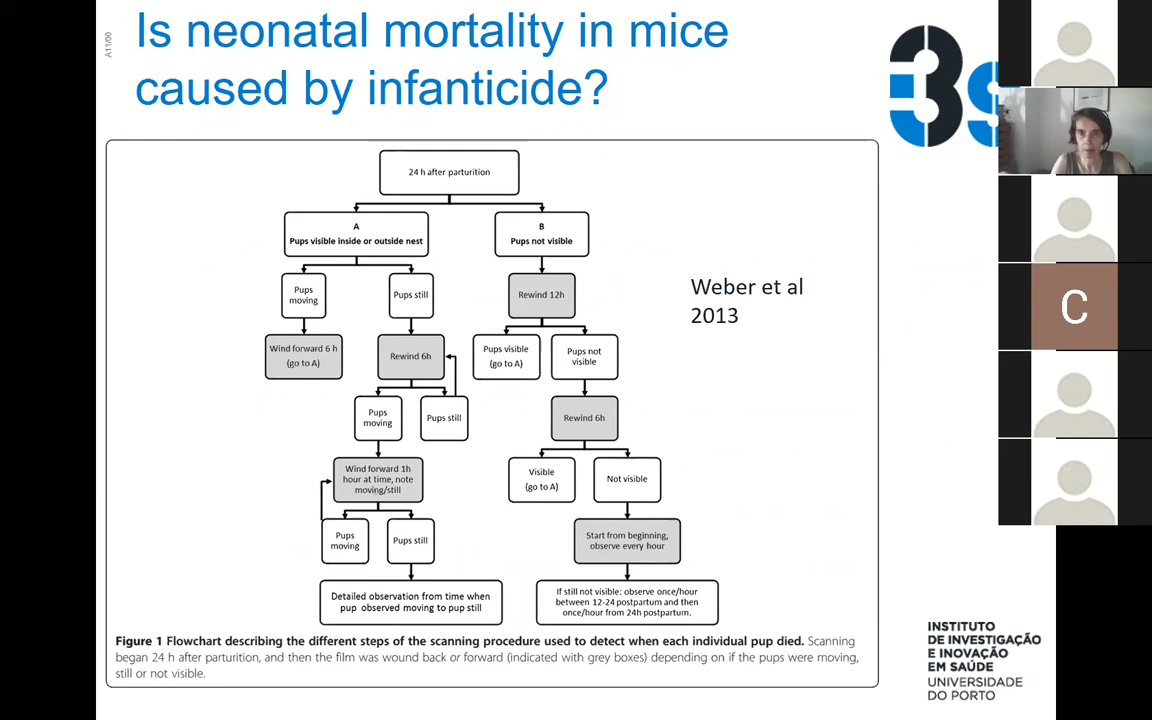 A11/00
Is neonatal mortality in mice
caused by infanticide?
3s
24 h after parturition
A
Pups visible inside or outside nest
B
Pups not visible
Pups
moving
Pups still
Rewind 12h
Weber et al
2013
Wind forward 6 h
(go to A)
Rewind 6h
Pups visible
(go to A)
Pups not
visible
Pups
moving
Pups still
Rewind 6h
Wind forward 1h
hour at time, note
moving/still
Visible
(go to A)
Not visible
Pups
moving
Pups still
Start from beginning,
observe every hour
Detailed observation from time when
pup observed moving to pup still
If still not visible: observe once/hour
between 12-24 postpartum and then
once/hour from 24h postpartum.
Figure 1 Flowchart describing the different steps of the scanning procedure used to detect when each individual pup died. Scanning
began 24 h after parturition, and then the film was wound back or forward (indicated with grey boxes) depending on if the pups were moving,
still or not visible.
C
INSTITUTO
DE INVESTIGAÇÃO
E INOVAÇÃO
EM SAÚDE
UNIVERSIDADE
DO PORTO